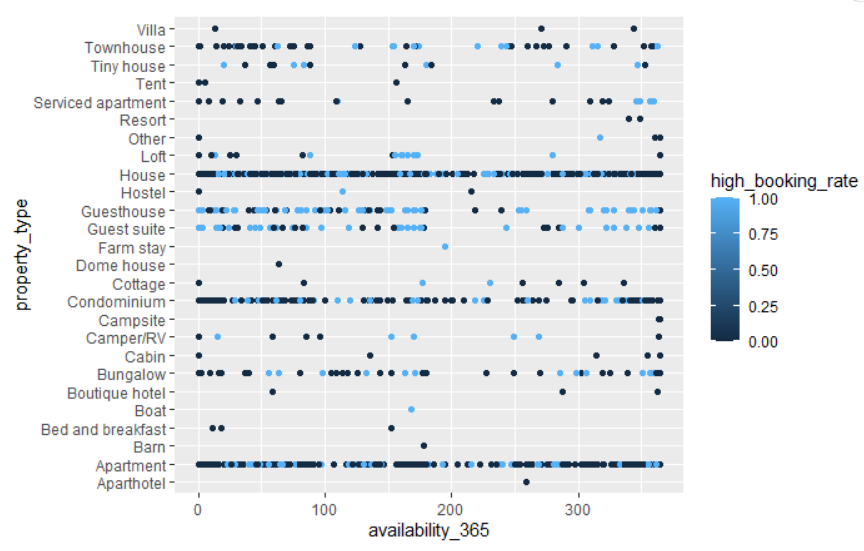 property_type
Villa
Townhouse
Tiny house
Tent
Serviced apartment
Resort
Other
Loft
House
Hostel
Guesthouse
Guest suite
Farm stay
Dome house
Cottage
Condominium
Campsite
Camper/RV
Cabin
Bungalow
Boutique hotel
Boat
Bed and breakfast
Barn
Apartment
Aparthotel
0 100 200 300
availability_365
high_booking_rate
1.00
0.75
0.50
0.25
0.00